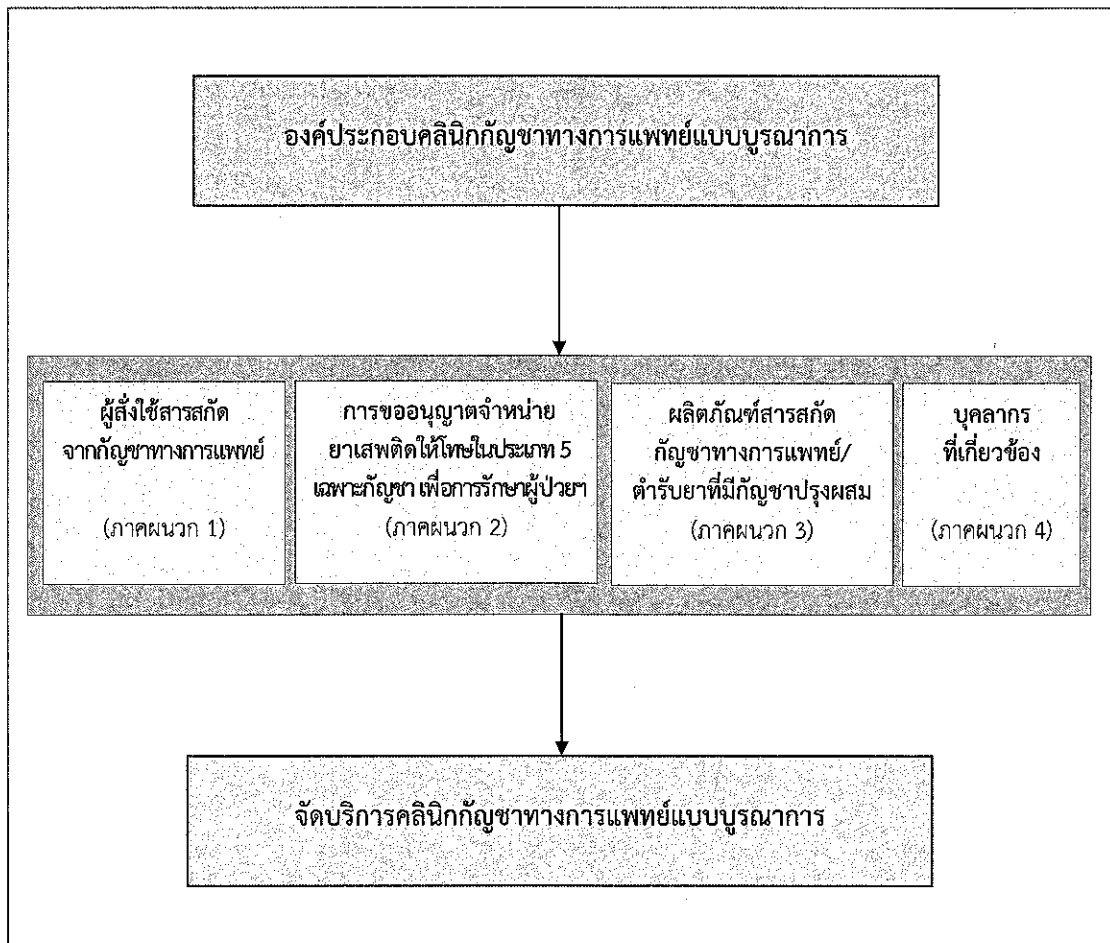 องค์ประกอบคลินิกกัญชาทางการแพทย์แบบบูรณาการ
ผู้สั่งใช้สารสกัด
จากกัญชาทางการแพทย์
(ภาคผนวก 1)
การขออนุญาตจำหน่าย
ยาเสพติดให้โทษในประเภท 5
เฉพาะกัญชา เพื่อการรักษาผู้ป่วยฯ
(ภาคผนวก 2)
ผลิตภัณฑ์สารสกัด
กัญชาทางการแพทย์/
ตำรับยาที่มีกัญชาปรุงผสม
(ภาคผนวก 3)
บุคลากร
ที่เกี่ยวข้อง
(ภาคผนวก 4)
จัดบริการคลินิกกัญชาทางการแพทย์แบบบูรณาการ